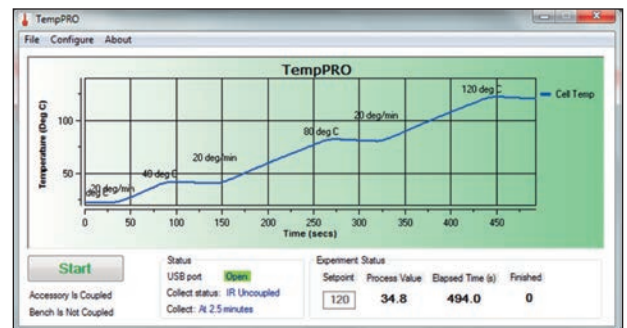 TempPRO
File Configure About
TempPRO
Temperature (Deg C)
100
50
deg C
20 deg/min
40 deg C
20 deg/min
80 deg C
20 deg/min
120 deg C
Cell Temp
0 50 100 150 200 250 300 350 400 450
Time (secs)
Start
Accessory Is Coupled
Bench Is Not Coupled
Status
USB port Open
Collect status: IR Uncoupled
Collect: At 2.5 minutes
Experiment Status
Setpoint Process Value Elapsed Time (s) Finished
120 34.8 494.0 0